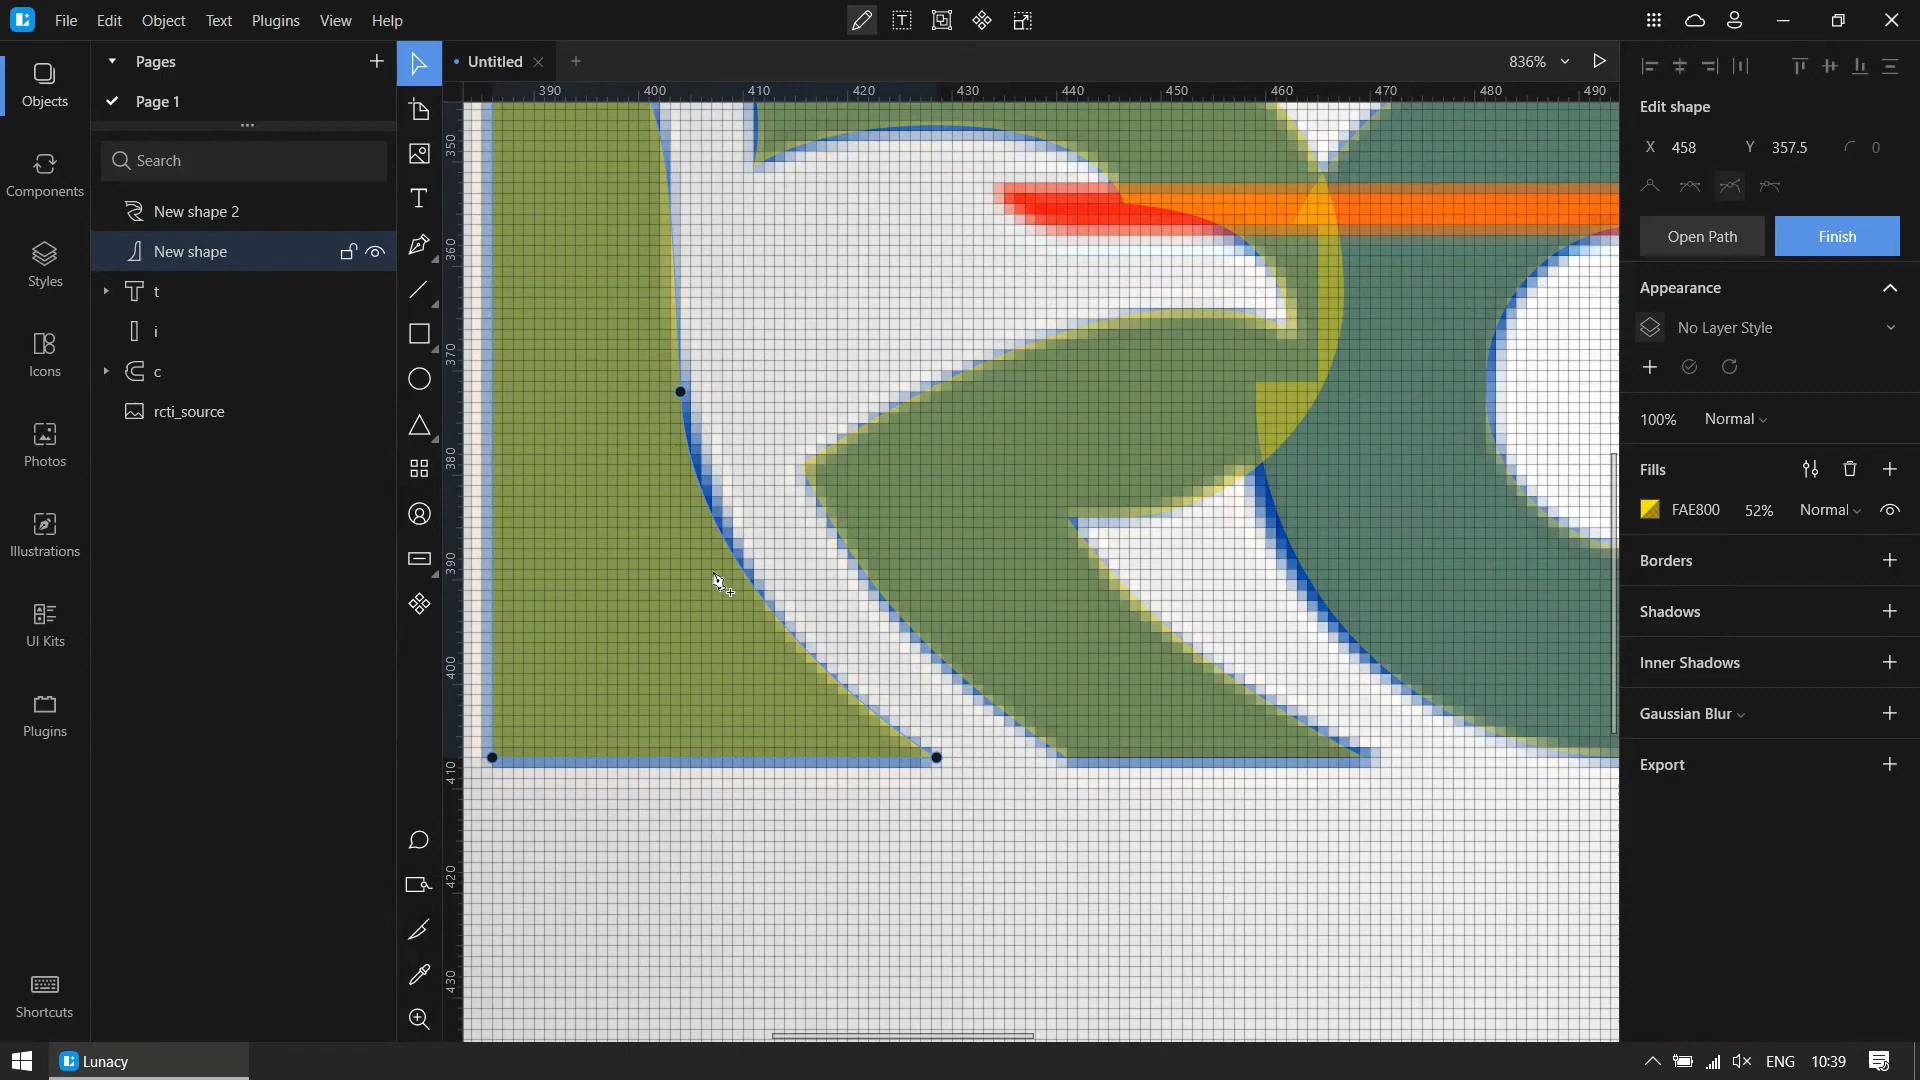 File Edit Object Text Plugins View Help
Objects
Components
Styles
Icons
Photos
Illustrations
UI Kits
Plugins
Shortcuts
Pages
Page 1
Search
New shape 2
New shape
t
i
c
rcti_source
Untitled
836%
390 400 410 420 430 440 450 460 470 480 490
350
360
370
380
390
400
410
420
430
Edit shape
X 458 Y 357.5 0
Open Path Finish
Appearance
No Layer Style
100% Normal
Fills
FAE800 52% Normal
Borders
Shadows
Inner Shadows
Gaussian Blur
Export
Lunacy
ENG 10:39